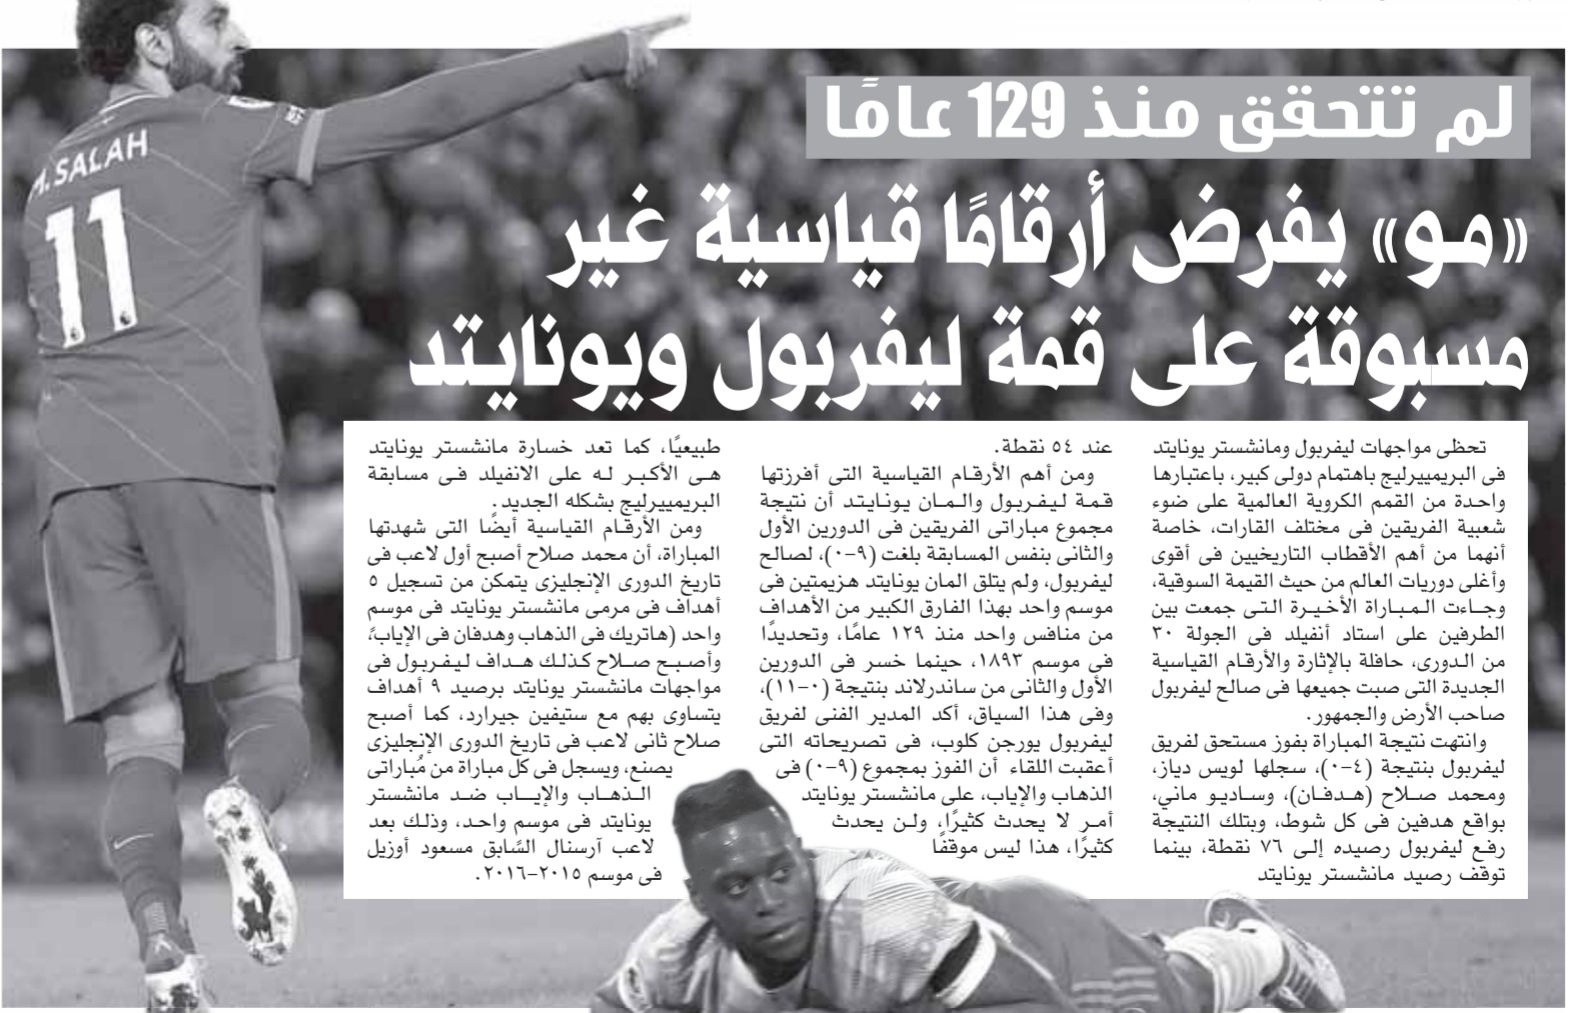 لم تتحقق منذ 129 عامًا
«مو» يفرض أرقامًا قياسية غير
مسبوقة على قمة ليفربول ويونايتد
تحظى مواجهات ليفربول ومانشستر يونايتد
فى البريميرليج باهتمام دولى كبير، باعتبارها
واحدة من القمم الكروية العالمية على ضوء
شعبية الفريقين فى مختلف القارات، خاصة
أنهما من أهم الأقطاب التاريخيين فى أقوى
وأغلى دوريات العالم من حيث القيمة السوقية،
وجاءت المباراة الأخيرة التى جمعت بين
الطرفين على استاد أنفيلد فى الجولة ٣٠
من الدورى، حافلة بالإثارة والأرقام القياسية
الجديدة التى صبت جميعها فى صالح ليفربول
صاحب الأرض والجمهور.
وانتهت نتيجة المباراة بفوز مستحق لفريق
ليفربول بنتيجة (٤-٠)، سجلها لويس دياز،
ومحمد صلاح (هدفان)، وساديو ماني،
بواقع هدفين فى كل شوط، وبتلك النتيجة
رفع ليفربول رصيده إلى ٧٦ نقطة، بينما
توقف رصيد مانشستر يونايتد
عند ٥٤ نقطة.
ومن أهم الأرقام القياسية التى أفرزتها
قمة ليفربول والمان يونايتد أن نتيجة
مجموع مباراتى الفريقين فى الدورين الأول
والثانى بنفس المسابقة بلغت (٩-٠)، لصالح
ليفربول، ولم يتلق المان يونايتد هزيمتين فى
موسم واحد بهذا الفارق الكبير من الأهداف
من منافس واحد منذ ١٢٩ عامًا، وتحديدًا
فى موسم ١٨٩٣، حينما خسر فى الدورين
الأول والثانى من ساندرلاند بنتيجة (٠-١١)،
وفى هذا السياق، أكد المدير الفنى لفريق
ليفربول يورجن كلوب، فى تصريحاته التى
أعقبت اللقاء أن الفوز بمجموع (٩-٠) فى
الذهاب والإياب، على مانشستر يونايتد
أمر لا يحدث كثيرًا، ولن يحدث
كثيرًا، هذا ليس موقفًا
طبيعيًا، كما تعد خسارة مانشستر يونايتد
هى الأكبر له على الانفيلد فى مسابقة
البريميرليج بشكله الجديد.
ومن الأرقام القياسية أيضًا التى شهدتها
المباراة، أن محمد صلاح أصبح أول لاعب فى
تاريخ الدورى الإنجليزى يتمكن من تسجيل ٥
أهداف فى مرمى مانشستر يونايتد فى موسم
واحد (هاتريك فى الذهاب وهدفان فى الإياب)،
وأصبح صلاح كذلك هداف ليفربول فى
مواجهات مانشستر يونايتد برصيد ٩ أهداف
يتساوى بهم مع ستيفين جيرارد، كما أصبح
صلاح ثانى لاعب فى تاريخ الدورى الإنجليزى
يصنع، ويسجل فى كل مباراة من مُباراتى
الذهاب والإياب ضد مانشستر
يونايتد فى موسم واحد، وذلك بعد
لاعب آرسنال السَّابق مسعود أوزيل
فى موسم ٢٠١٥-٢٠١٦.
M. SALAH
11